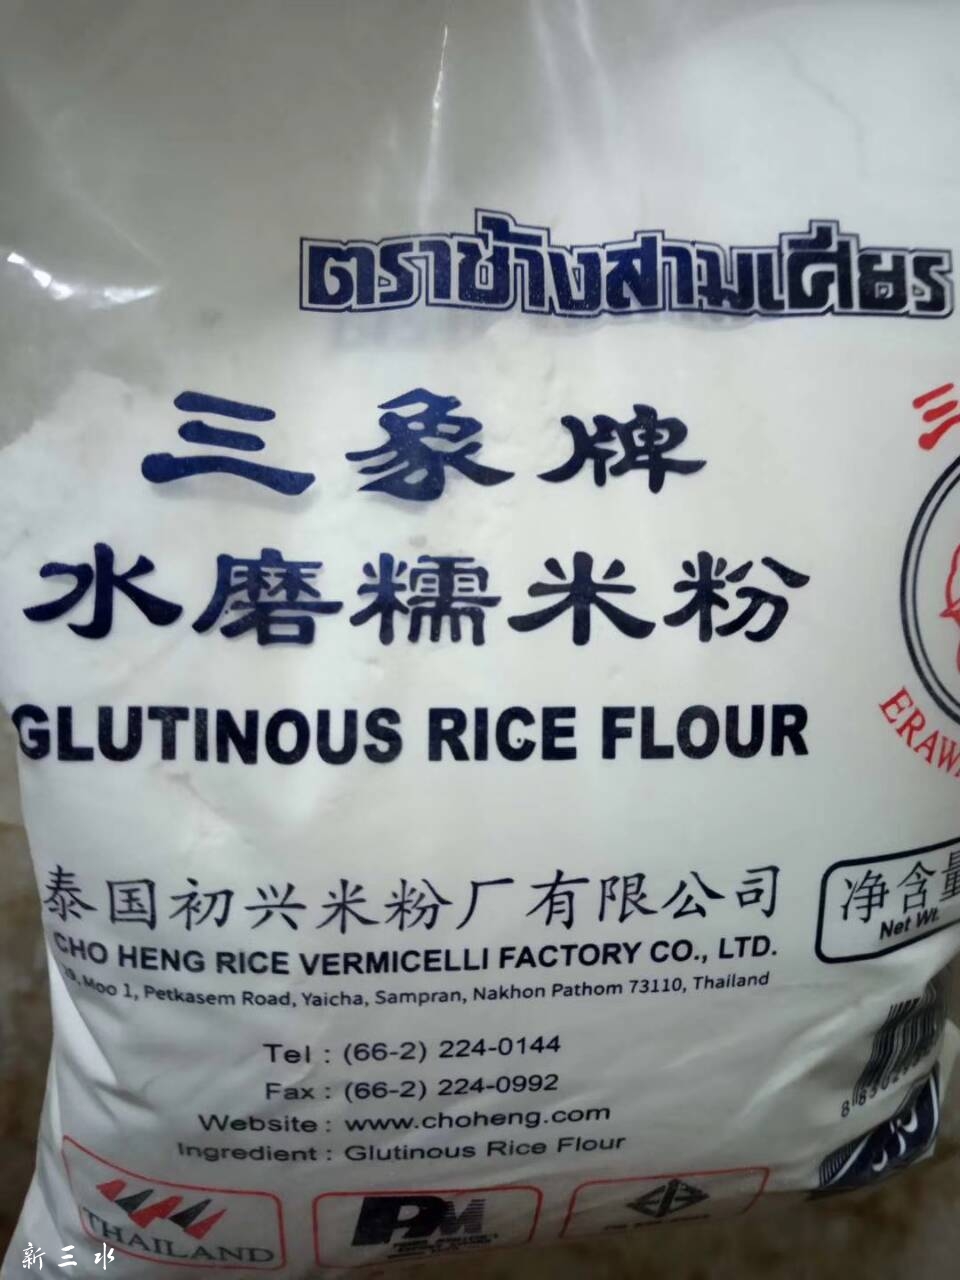 ตราช้างสามเศียร
三象牌
三
水磨糯米粉
GLUTINOUS RICE FLOUR
ERAW
泰国初兴米粉厂有限公司
净含量
Net Wt.
CHO HENG RICE VERMICELLI FACTORY CO., LTD.
Moo 1, Petkasem Road, Yaicha, Sampran, Nakhon Pathom 73110, Thailand
Tel : (66-2) 224-0144
Fax : (66-2) 224-0992
Website : www.choheng.com
Ingredient : Glutinous Rice Flour
THAILAND
PM
新三水